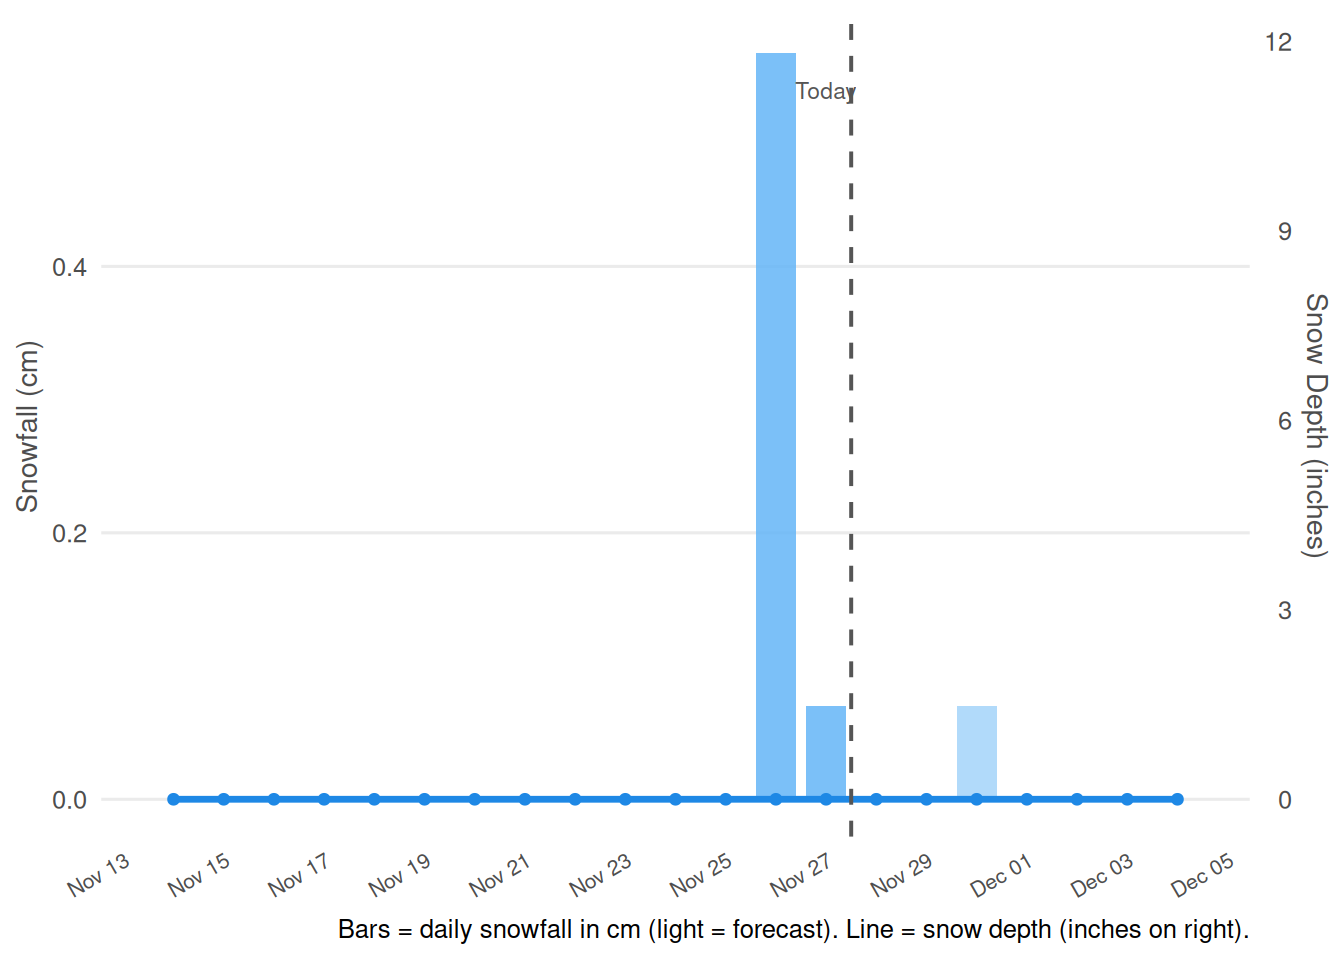 12
Today
9
0.4
Snowfall (cm)
Snow Depth (inches)
6
0.2
3
0.0
0
Nov 13
Nov 15
Nov 17
Nov 19
Nov 21
Nov 23
Nov 25
Nov 27
Nov 29
Dec 01
Dec 03
Dec 05
Bars = daily snowfall in cm (light = forecast). Line = snow depth (inches on right).